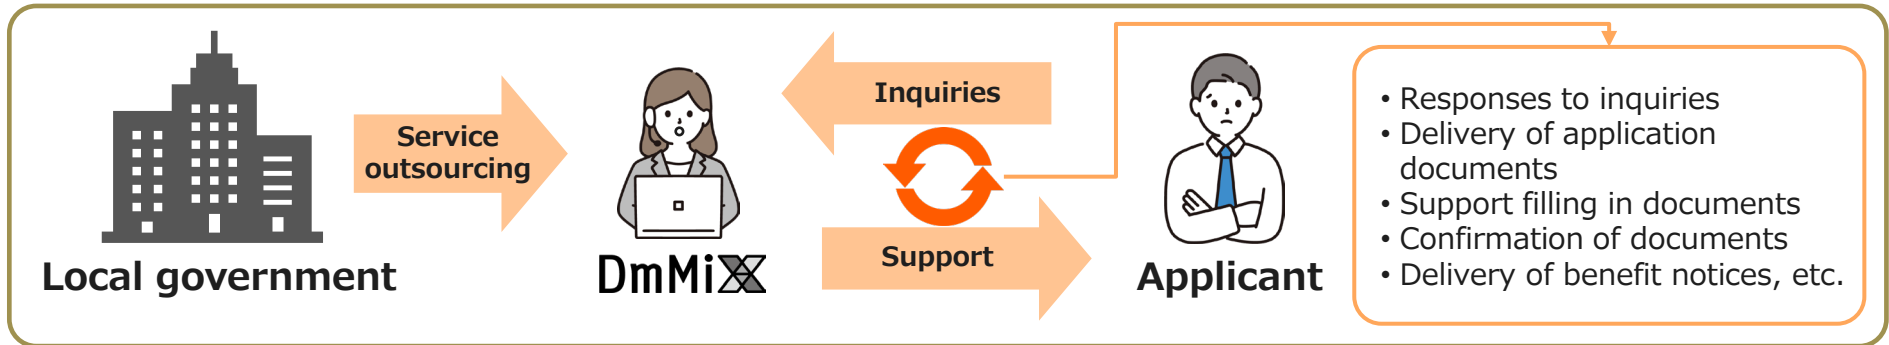 Local government
Service
outsourcing
DmMiX
Inquiries
Support
Applicant
• Responses to inquiries
• Delivery of application
documents
• Support filling in documents
• Confirmation of documents
• Delivery of benefit notices, etc.